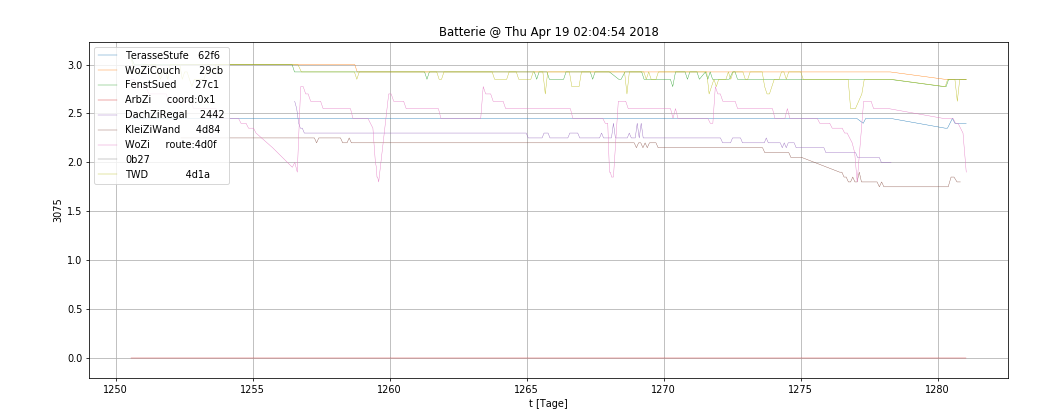 Batterie @ Thu Apr 19 02:04:54 2018
3.0
2.5
2.0
1.5
1.0
0.5
0.0
3075
TerasseStufe 62f6
WoZiCouch 29cb
FenstSued 27c1
ArbZi coord:0x1
DachZiRegal 2442
KleiZiWand 4d84
WoZi route:4d0f
0b27
TWD 4d1a
1250 1255 1260 1265 1270 1275 1280
t [Tage]